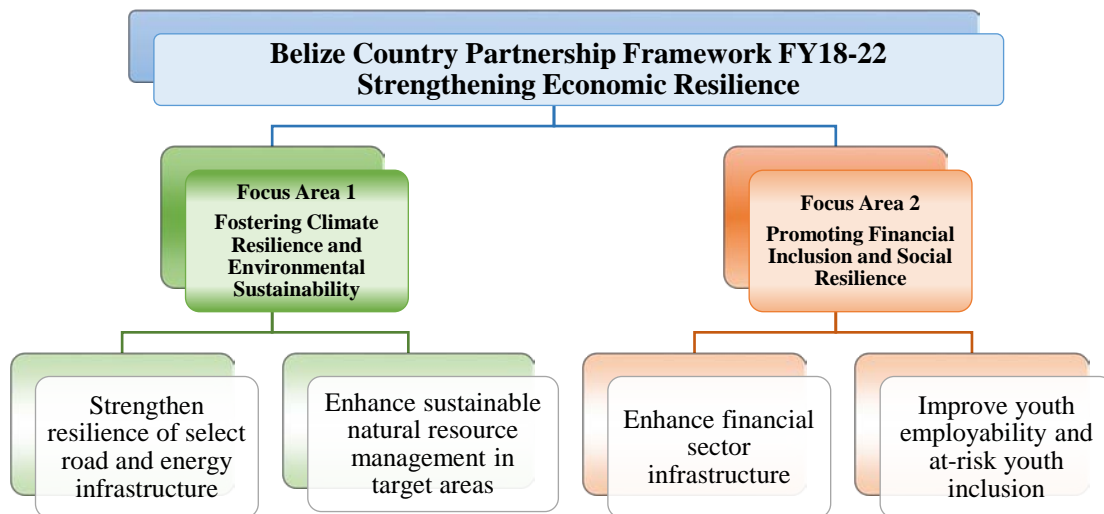 Belize Country Partnership Framework FY18-22
Strengthening Economic Resilience
Focus Area 1
Fostering Climate
Resilience and
Environmental
Sustainability
Focus Area 2
Promoting Financial
Inclusion and Social
Resilience
Strengthen
resilience of select
road and energy
infrastructure
Enhance sustainable
natural resource
management in
target areas
Enhance financial
sector
infrastructure
Improve youth
employability and
at-risk youth
inclusion